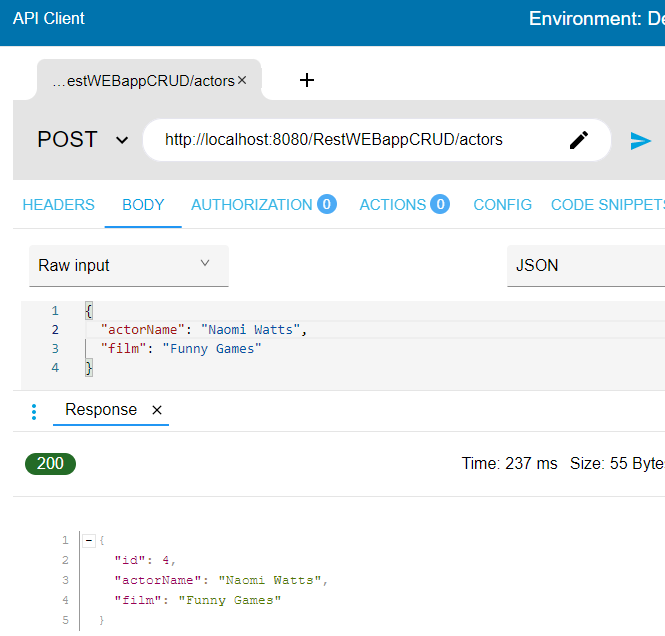 API Client
Environment: De
...estWEBappCRUD/actors ×
+
POST
http://localhost:8080/RestWEBappCRUD/actors
HEADERS BODY AUTHORIZATION 0 ACTIONS 0 CONFIG CODE SNIPPETS
Raw input
JSON
1 {
2 "actorName": "Naomi Watts",
3 "film": "Funny Games"
4 }
Response ×
200
Time: 237 ms Size: 55 Byte
1 {
2 "id": 4,
3 "actorName": "Naomi Watts",
4 "film": "Funny Games"
5 }